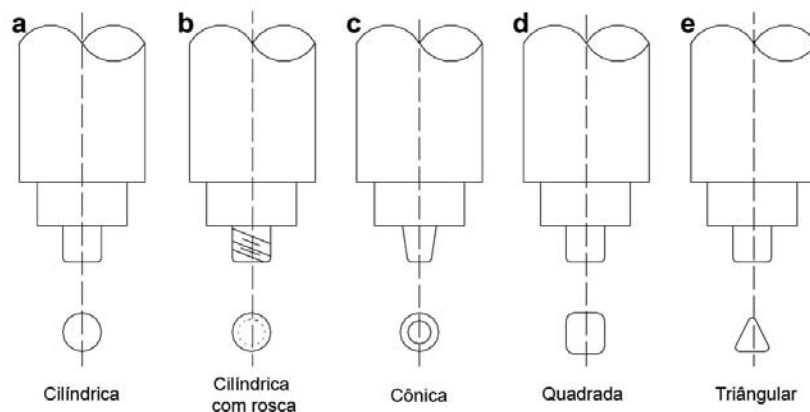 a b c d e
Cilíndrica
Cilíndrica
com rosca
Cônica
Quadrada
Triângular